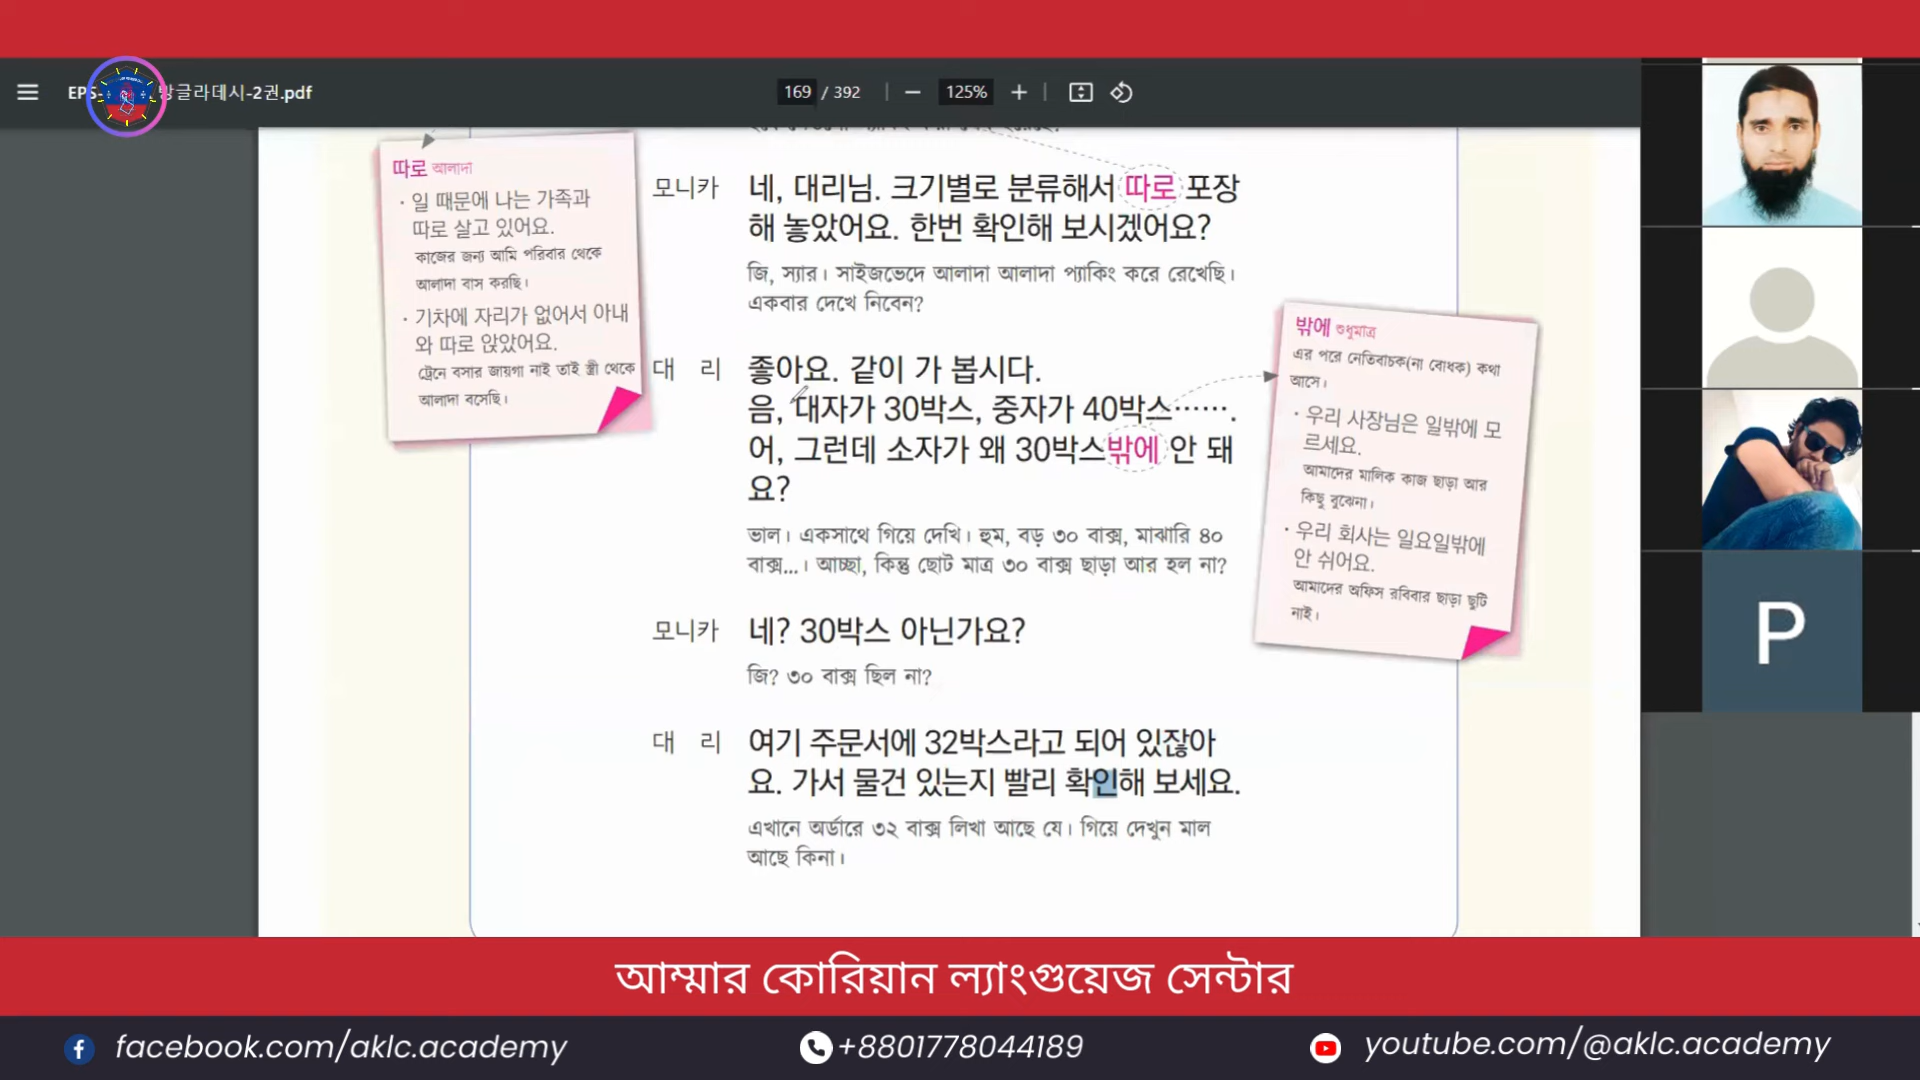 방글라데시-2권.pdf
169 / 392
125%
따로 আলাদা
· 일 때문에 나는 가족과
따로 살고 있어요.
কাজের জন্য আমি পরিবার থেকে
আলাদা বাস করছি।
· 기차에 자리가 없어서 아내
와 따로 앉았어요.
ট্রেনে বসার জায়গা নাই তাই স্ত্রী থেকে
আলাদা বসেছি।
모니카 네, 대리님. 크기별로 분류해서 따로 포장
해 놓았어요. 한번 확인해 보시겠어요?
জি, স্যার। সাইজভেদে আলাদা আলাদা প্যাকিং করে রেখেছি।
একবার দেখে নিবেন?
대 리 좋아요. 같이 가 봅시다.
음, 대자가 30박스, 중자가 40박스…….
어, 그런데 소자가 왜 30박스밖에 안 돼
요?
ভাল। একসাথে গিয়ে দেখি। হুম, বড় ৩০ বাক্স, মাঝারি ৪০
বাক্স...। আচ্ছা, কিন্তু ছোট মাত্র ৩০ বাক্স ছাড়া আর হল না?
모니카 네? 30박스 아닌가요?
জি? ৩০ বাক্স ছিল না?
대 리 여기 주문서에 32박스라고 되어 있잖아
요. 가서 물건 있는지 빨리 확인해 보세요.
এখানে অর্ডারে ৩২ বাক্স লিখা আছে যে। গিয়ে দেখুন মাল
আছে কিনা।
밖에 শুধুমাত্র
এর পরে নেতিবাচক(না বোধক) কথা
আসে।
· 우리 사장님은 일밖에 모
르세요.
আমাদের মালিক কাজ ছাড়া আর
কিছু বুঝেনা।
· 우리 회사는 일요일밖에
안 쉬어요.
আমাদের অফিস রবিবার ছাড়া ছুটি
নাই।
P
আম্মার কোরিয়ান ল্যাংগুয়েজ সেন্টার
facebook.com/aklc.academy
+8801778044189
youtube.com/@aklc.academy